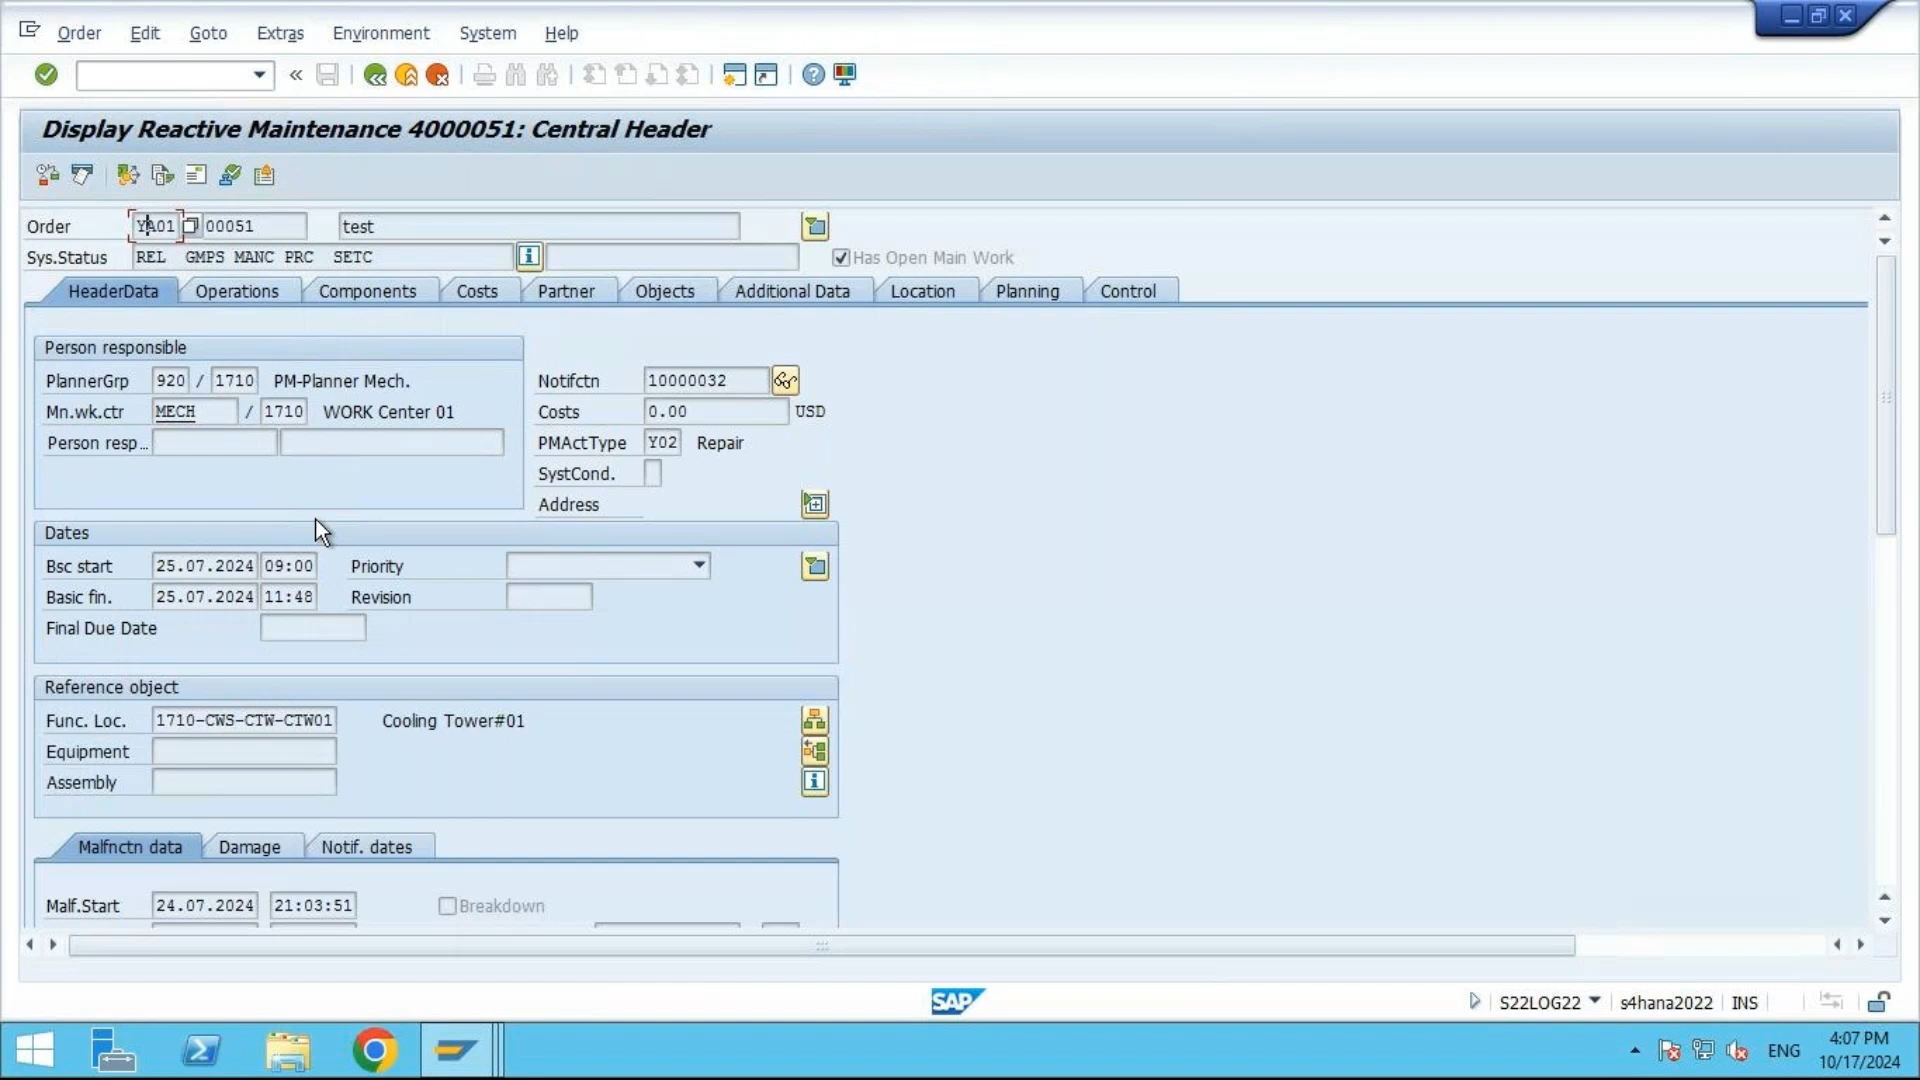 Order Edit Goto Extras Environment System Help
Display Reactive Maintenance 4000051: Central Header
Order YA01 00051 test
Sys.Status REL GMPS MANC PRC SETC Has Open Main Work
HeaderData Operations Components Costs Partner Objects Additional Data Location Planning Control
Person responsible
PlannerGrp 920 / 1710 PM-Planner Mech. Notifctn 10000032
Mn.wk.ctr MECH / 1710 WORK Center 01 Costs 0.00 USD
Person resp... PMActType Y02 Repair
SystCond.
Address
Dates
Bsc start 25.07.2024 09:00 Priority
Basic fin. 25.07.2024 11:48 Revision
Final Due Date
Reference object
Func. Loc. 1710-CWS-CTW-CTW01 Cooling Tower#01
Equipment
Assembly
Malfnctn data Damage Notif. dates
Malf.Start 24.07.2024 21:03:51 Breakdown
SAP S22LOG22 s4hana2022 INS
ENG 4:07 PM
10/17/2024